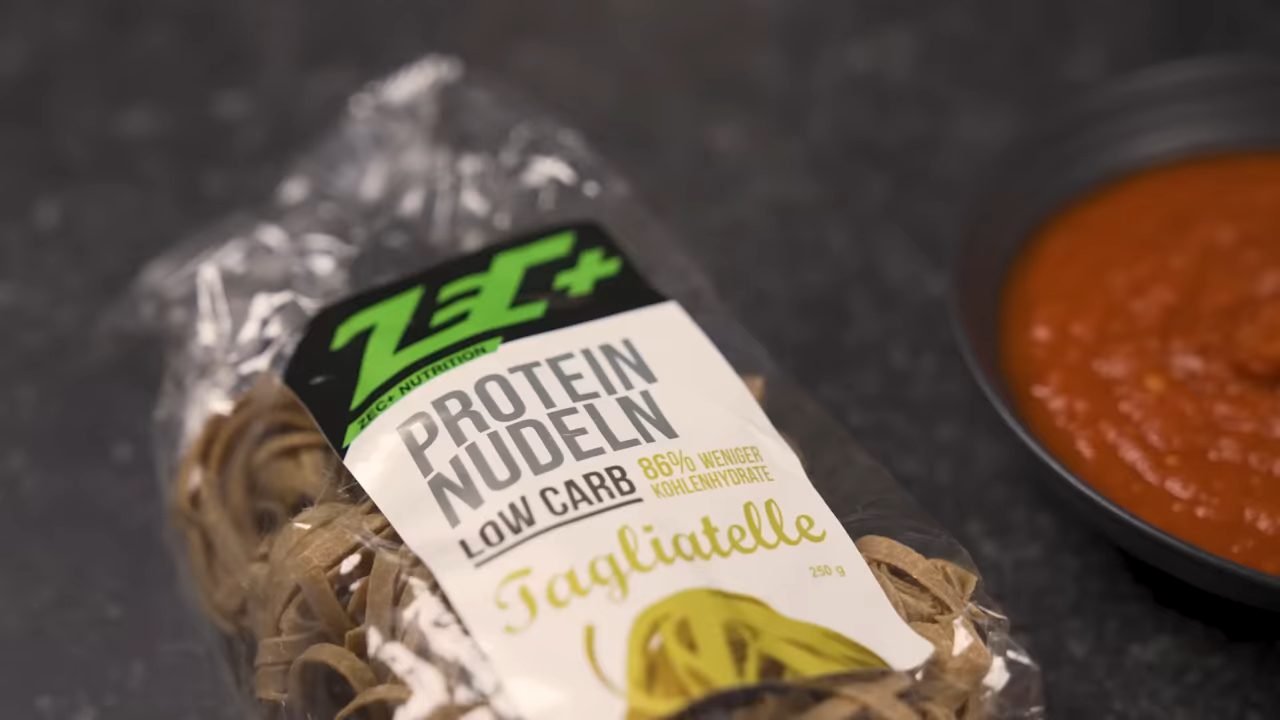 ZEC+
ZEC+ NUTRITION
PROTEIN
NUDELN
LOW CARB
86% WENIGER
KOHLENHYDRATE
Tagliatelle
250 g